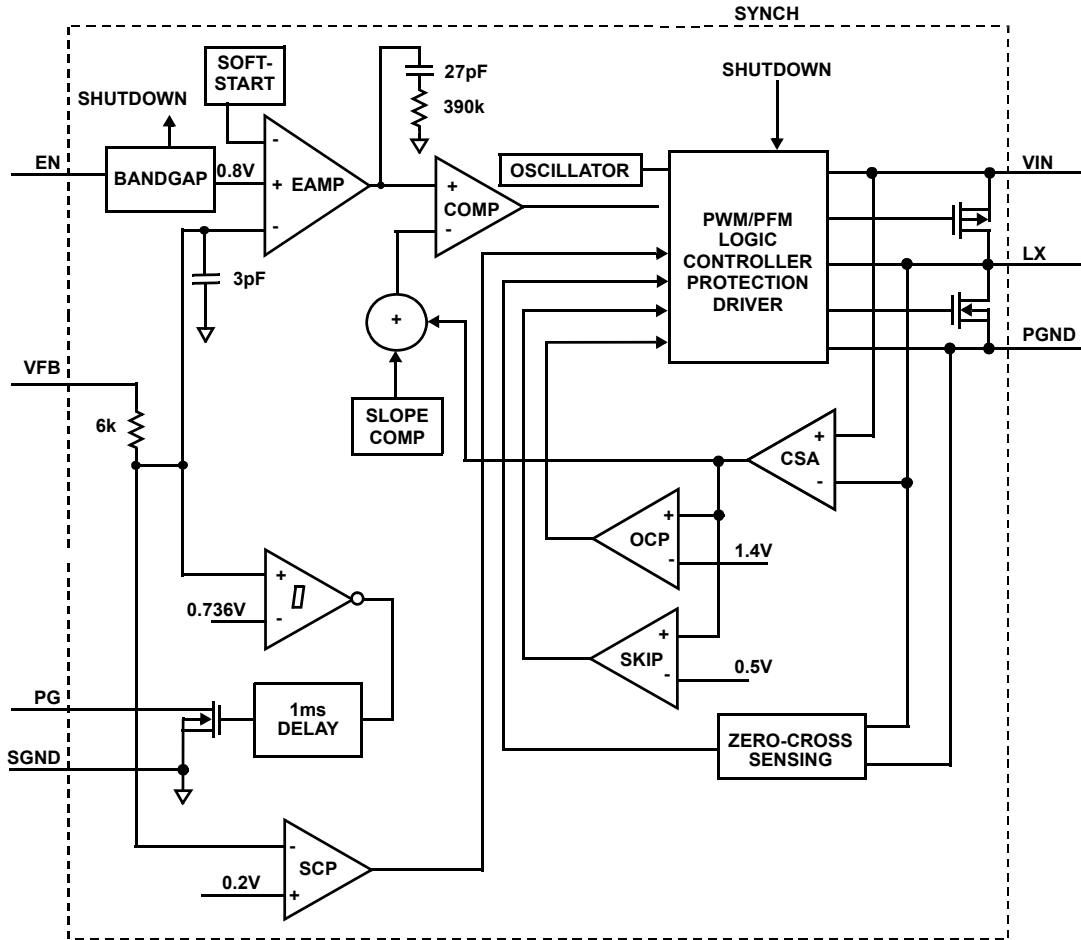 SYNCH
SOFT-
START
27pF
390k
SHUTDOWN
SHUTDOWN
EN
BANDGAP
0.8V
-
+
-
EAMP
+
-
COMP
OSCILLATOR
PWM/PFM
LOGIC
CONTROLLER
PROTECTION
DRIVER
VIN
LX
PGND
3pF
+
VFB
6k
SLOPE
COMP
+
-
CSA
+
-
OCP
1.4V
+
-
0.736V
+
-
SKIP
0.5V
PG
1ms
DELAY
SGND
ZERO-CROSS
SENSING
-
+
SCP
0.2V